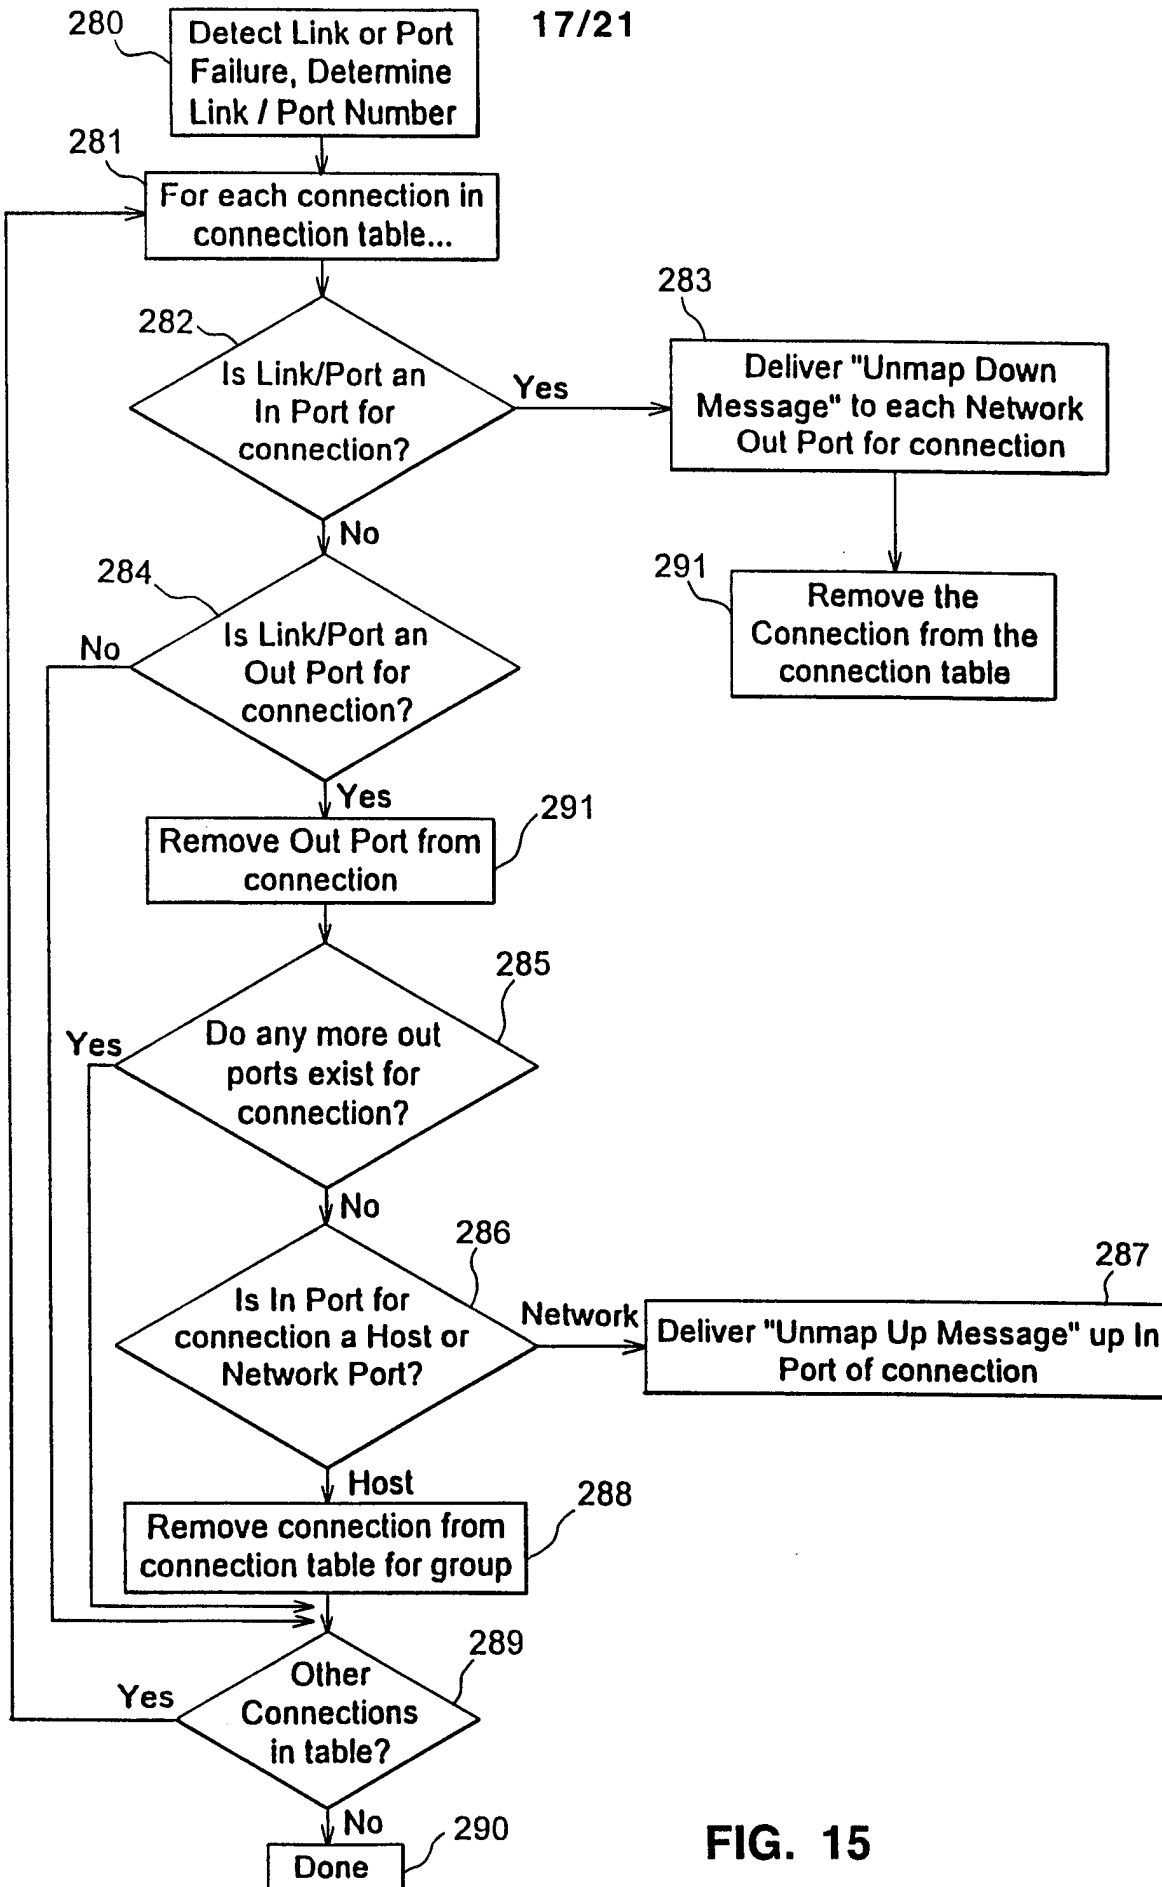 17/21
280
Detect Link or Port
Failure, Determine
Link / Port Number
281
For each connection in
connection table...
282
Is Link/Port an
In Port for
connection?
Yes
283
Deliver "Unmap Down
Message" to each Network
Out Port for connection
No
291
Remove the
Connection from the
connection table
284
Is Link/Port an
Out Port for
connection?
No
Yes
291
Remove Out Port from
connection
285
Do any more out
ports exist for
connection?
Yes
No
286
Is In Port for
connection a Host or
Network Port?
Network
287
Deliver "Unmap Up Message" up In
Port of connection
Host
288
Remove connection from
connection table for group
289
Other
Connections
in table?
Yes
No
290
Done
FIG. 15